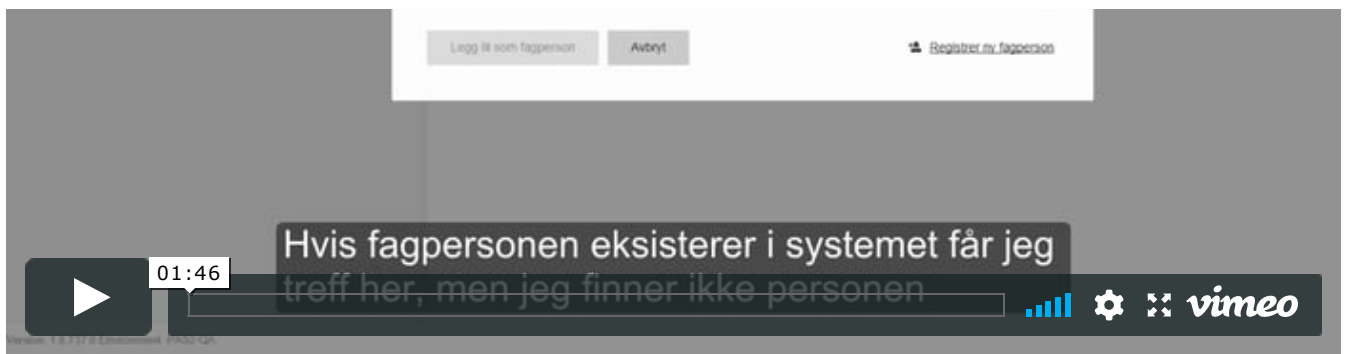 Legg til som fagperson
Avbryt
Registrer ny fagperson
Hvis fagpersonen eksisterer i systemet får jeg
treff her, men jeg finner ikke personen
01:46
vimeo